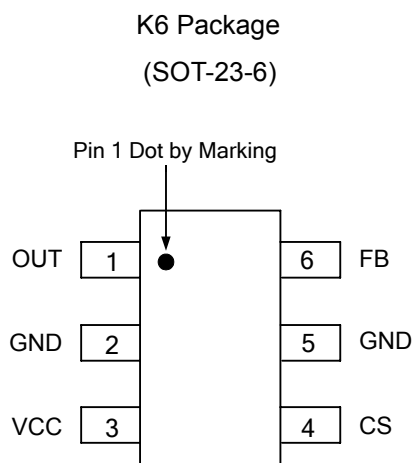 K6 Package
(SOT-23-6)
Pin 1 Dot by Marking
OUT 1 6 FB
GND 2 5 GND
VCC 3 4 CS